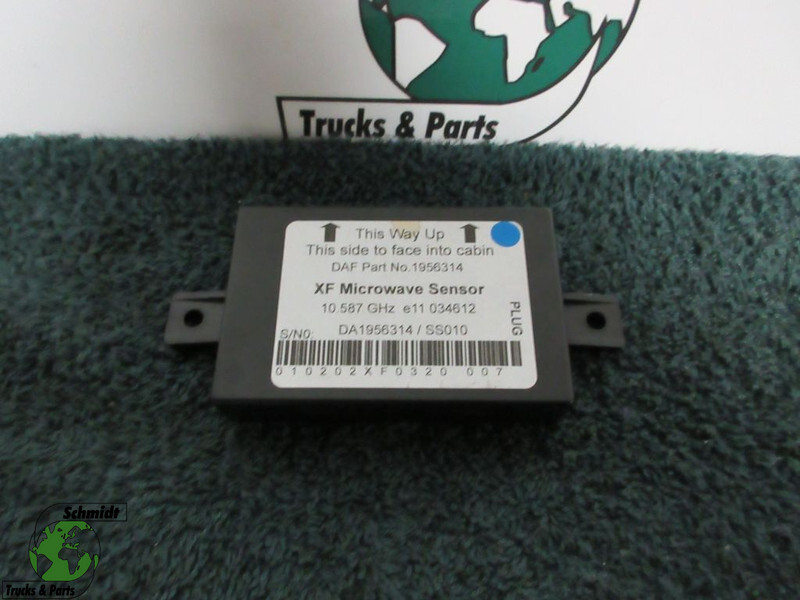 Trucks & Parts
This Way Up
This side to face into cabin
DAF Part No.1956314
XF Microwave Sensor
10.587 GHz e11 034612
PLUG
S/N0: DA1956314 / SS010
010202XF0320 007
Schmidt
Trucks & Parts